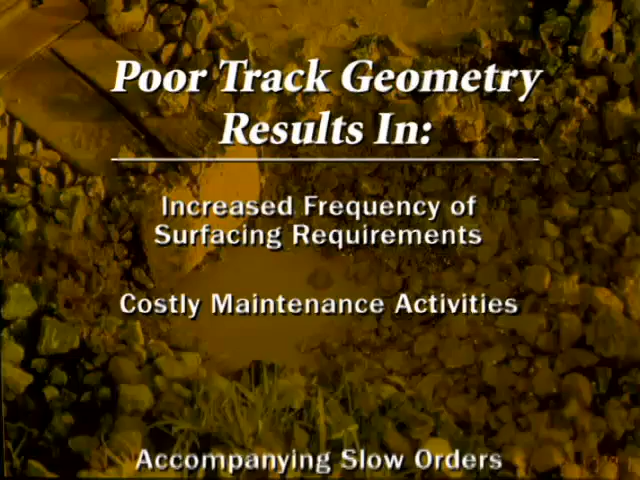 Poor Track Geometry
Results In:
Increased Frequency of
Surfacing Requirements
Costly Maintenance Activities
Accompanying Slow Orders